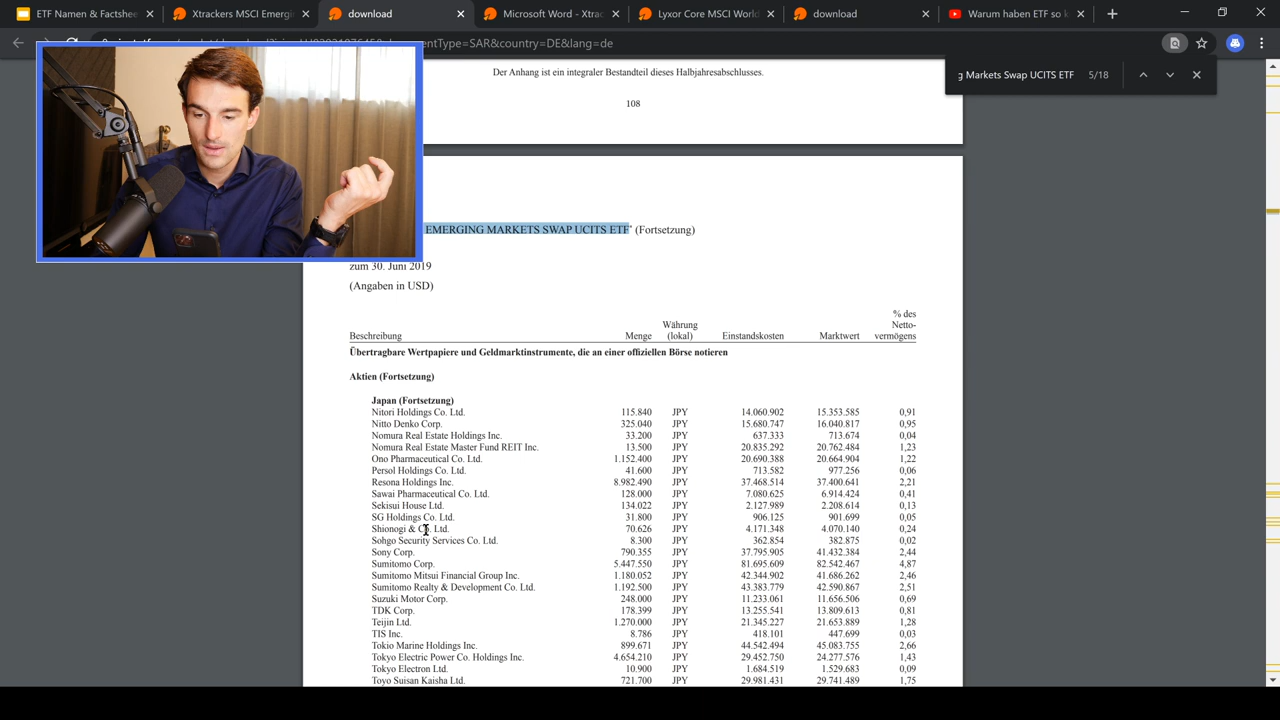 ETF Namen & Factshee
Xtrackers MSCI Emergi
download
Microsoft Word - Xtrac
Lyxor Core MSCI World
download
Warum haben ETF so k
entType=SAR&country=DE&lang=de
g Markets Swap UCITS ETF 5/18
Der Anhang ist ein integraler Bestandteil dieses Halbjahresabschlusses.
108
EMERGING MARKETS SWAP UCITS ETF* (Fortsetzung)
zum 30. Juni 2019
(Angaben in USD)
Beschreibung Menge Währung (lokal) Einstandskosten Marktwert % des Netto- vermögens
Übertragbare Wertpapiere und Geldmarktinstrumente, die an einer offiziellen Börse notieren
Aktien (Fortsetzung)
Japan (Fortsetzung)
Nitori Holdings Co. Ltd. 115.840 JPY 14.060.902 15.353.585 0,91
Nitto Denko Corp. 325.040 JPY 15.680.747 16.040.817 0,95
Nomura Real Estate Holdings Inc. 33.200 JPY 637.333 713.674 0,04
Nomura Real Estate Master Fund REIT Inc. 13.500 JPY 20.835.292 20.762.484 1,23
Ono Pharmaceutical Co. Ltd. 1.152.400 JPY 20.690.388 20.664.904 1,22
Persol Holdings Co. Ltd. 41.600 JPY 713.582 977.256 0,06
Resona Holdings Inc. 8.982.490 JPY 37.468.514 37.400.641 2,21
Sawai Pharmaceutical Co. Ltd. 128.000 JPY 7.080.625 6.914.424 0,41
Sekisui House Ltd. 134.022 JPY 2.127.989 2.208.614 0,13
SG Holdings Co. Ltd. 31.800 JPY 906.125 901.699 0,05
Shionogi & Co. Ltd. 70.626 JPY 4.171.348 4.070.140 0,24
Sohgo Security Services Co. Ltd. 8.300 JPY 362.854 382.875 0,02
Sony Corp. 790.355 JPY 37.795.905 41.432.384 2,44
Sumitomo Corp. 5.447.550 JPY 81.695.609 82.542.467 4,87
Sumitomo Mitsui Financial Group Inc. 1.180.052 JPY 42.344.902 41.686.262 2,46
Sumitomo Realty & Development Co. Ltd. 1.192.500 JPY 43.383.779 42.590.867 2,51
Suzuki Motor Corp. 248.000 JPY 11.233.061 11.656.506 0,69
TDK Corp. 178.399 JPY 13.255.541 13.809.613 0,81
Teijin Ltd. 1.270.000 JPY 21.345.227 21.653.889 1,28
TIS Inc. 8.786 JPY 418.101 447.699 0,03
Tokio Marine Holdings Inc. 899.671 JPY 44.542.494 45.083.755 2,66
Tokyo Electric Power Co. Holdings Inc. 4.654.210 JPY 29.452.750 24.277.576 1,43
Tokyo Electron Ltd. 10.900 JPY 1.684.519 1.529.683 0,09
Toyo Suisan Kaisha Ltd. 721.700 JPY 29.981.431 29.741.489 1,75